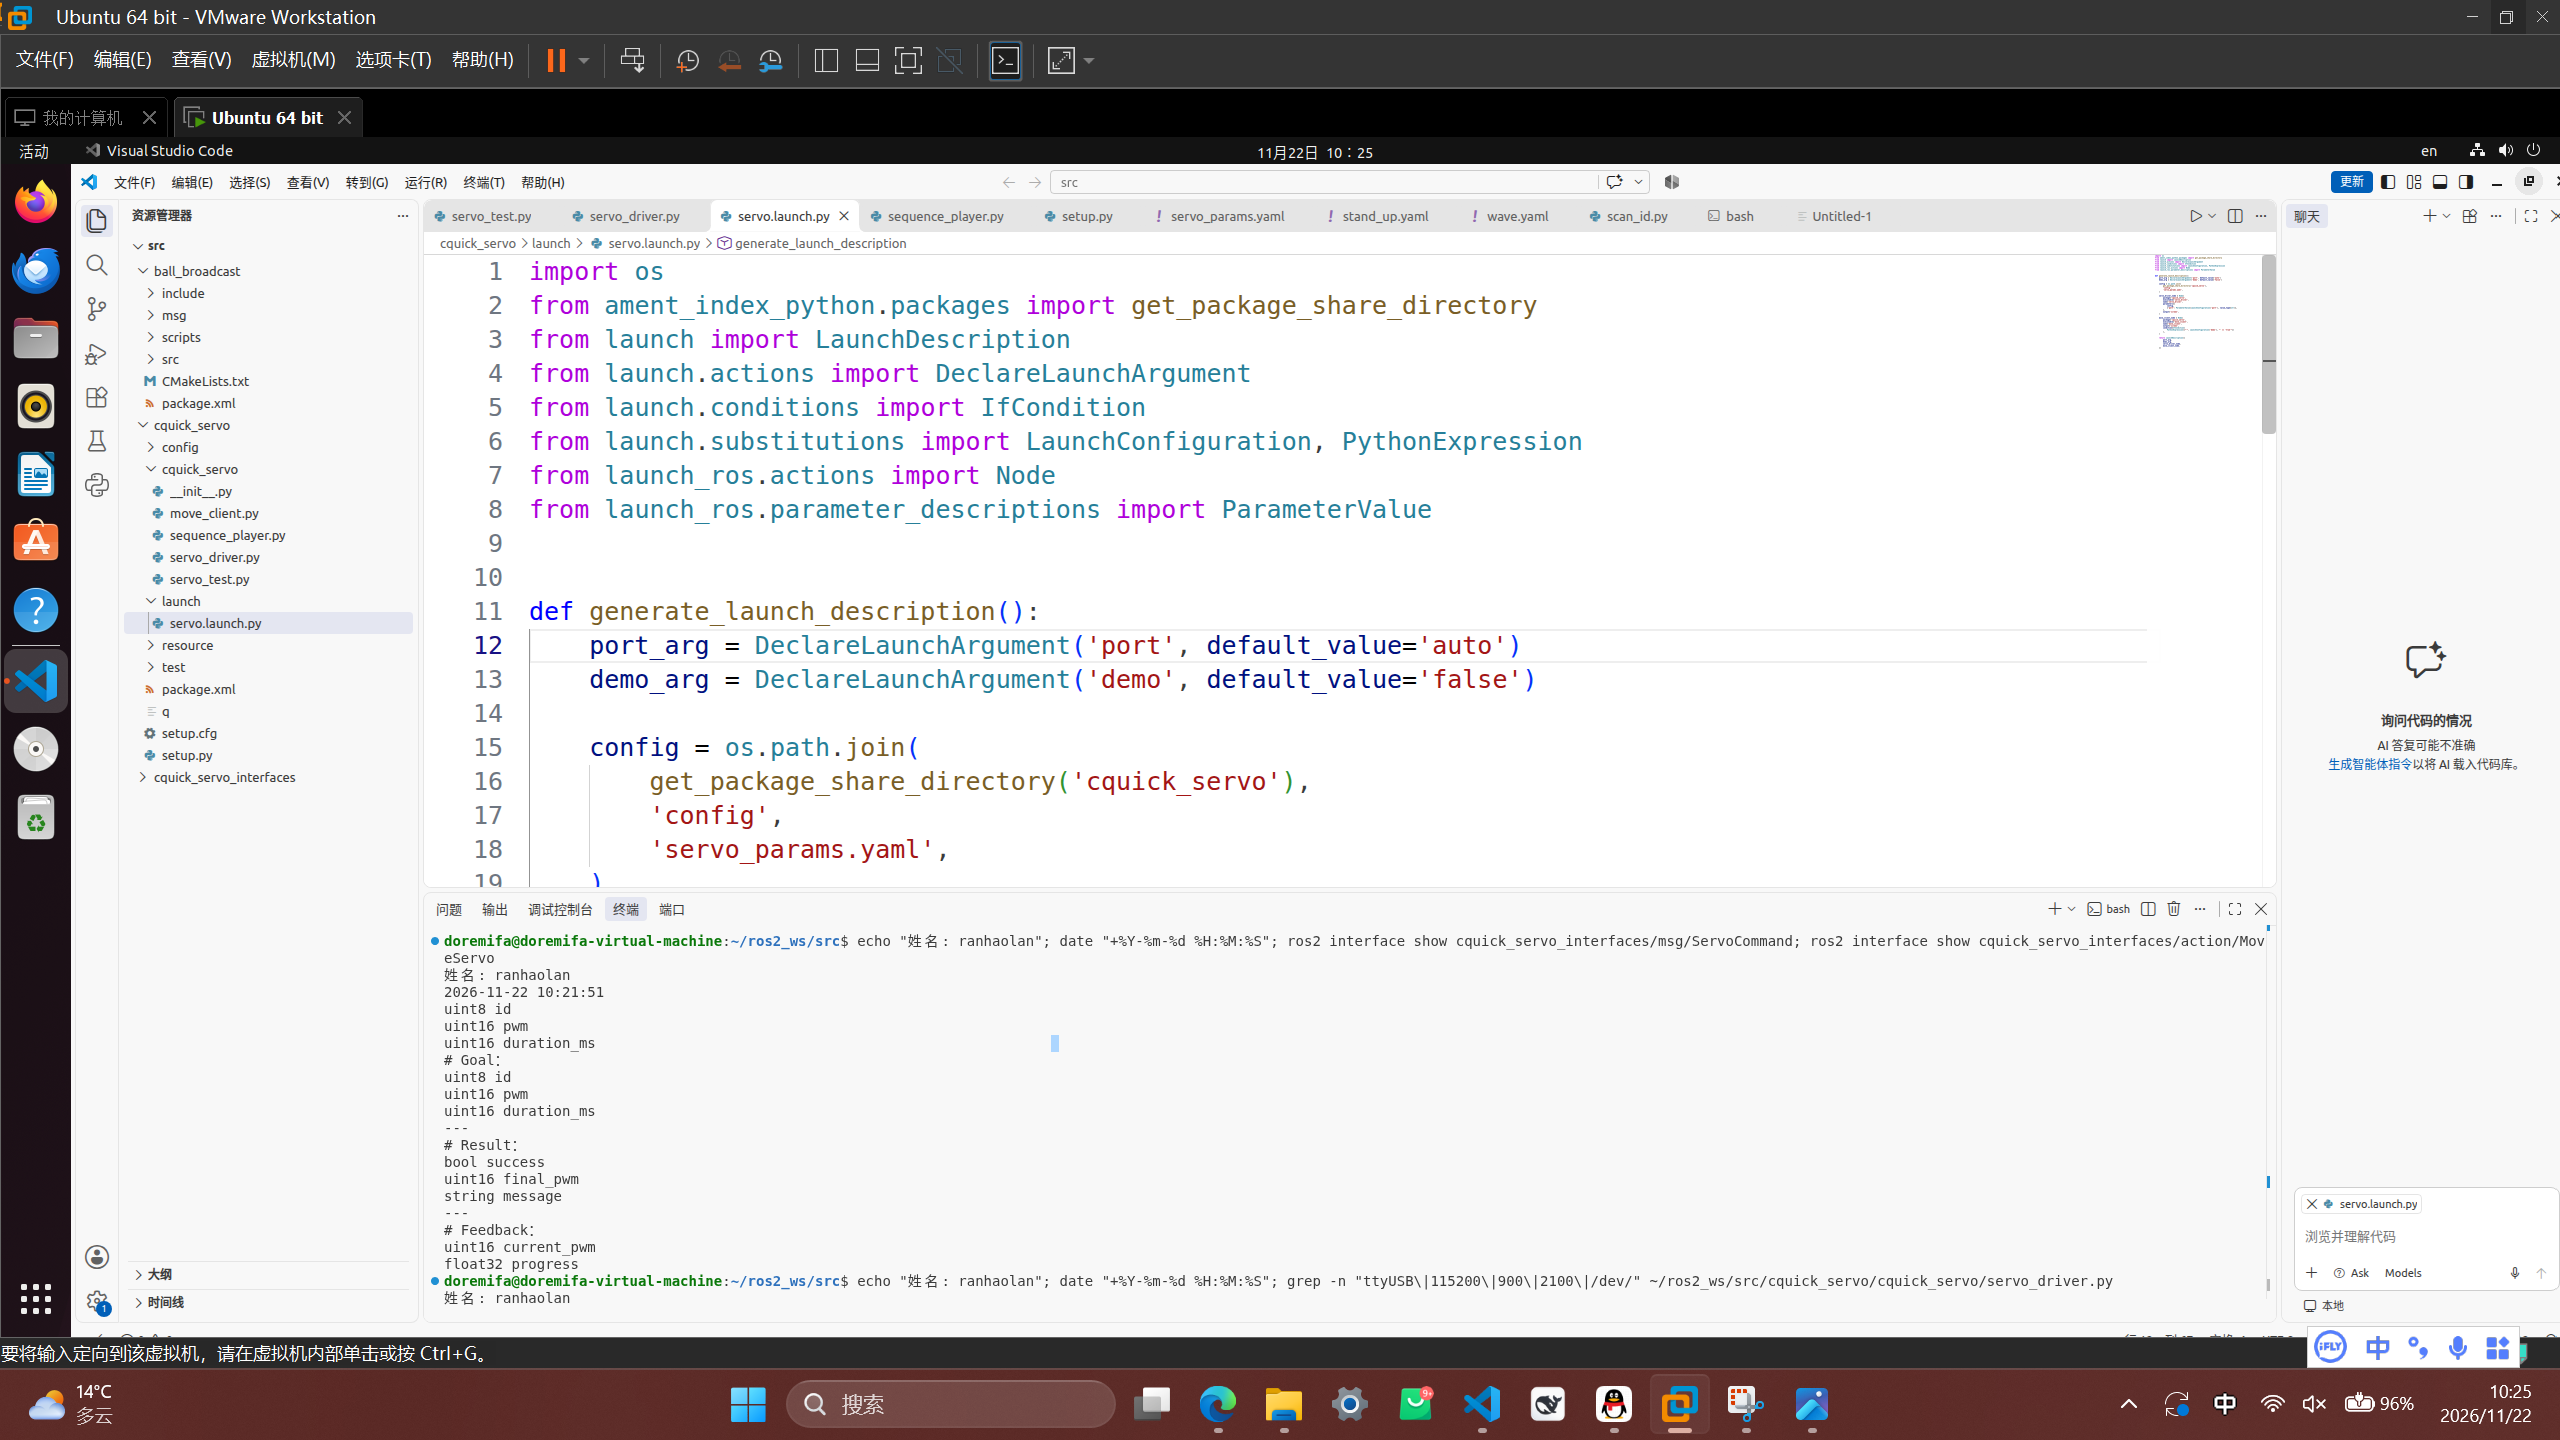 Ubuntu 64 bit - VMware Workstation
文件(F) 编辑(E) 查看(V) 虚拟机(M) 选项卡(T) 帮助(H)
我的计算机 Ubuntu 64 bit
活动 Visual Studio Code 11月22日 10：25 en
文件(F) 编辑(E) 选择(S) 查看(V) 转到(G) 运行(R) 终端(T) 帮助(H) src 更新
资源管理器
src
ball_broadcast
include
msg
scripts
src
CMakeLists.txt
package.xml
cquick_servo
config
cquick_servo
__init__.py
move_client.py
sequence_player.py
servo_driver.py
servo_test.py
launch
servo.launch.py
resource
test
package.xml
q
setup.cfg
setup.py
cquick_servo_interfaces
大纲
时间线
1
servo_test.py servo_driver.py servo.launch.py sequence_player.py setup.py servo_params.yaml stand_up.yaml wave.yaml scan_id.py bash Untitled-1
cquick_servo launch servo.launch.py generate_launch_description
1 import os
2 from ament_index_python.packages import get_package_share_directory
3 from launch import LaunchDescription
4 from launch.actions import DeclareLaunchArgument
5 from launch.conditions import IfCondition
6 from launch.substitutions import LaunchConfiguration, PythonExpression
7 from launch_ros.actions import Node
8 from launch_ros.parameter_descriptions import ParameterValue
9
10
11 def generate_launch_description():
12 port_arg = DeclareLaunchArgument('port', default_value='auto')
13 demo_arg = DeclareLaunchArgument('demo', default_value='false')
14
15 config = os.path.join(
16 get_package_share_directory('cquick_servo'),
17 'config',
18 'servo_params.yaml',
19 )
问题 输出 调试控制台 终端 端口 bash
doremifa@doremifa-virtual-machine:~/ros2_ws/src$ echo "姓名: ranhaolan"; date "+%Y-%m-%d %H:%M:%S"; ros2 interface show cquick_servo_interfaces/msg/ServoCommand; ros2 interface show cquick_servo_interfaces/action/Mov
eServo
姓名: ranhaolan
2026-11-22 10:21:51
uint8 id
uint16 pwm
uint16 duration_ms
# Goal：
uint8 id
uint16 pwm
uint16 duration_ms
---
# Result：
bool success
uint16 final_pwm
string message
---
# Feedback：
uint16 current_pwm
float32 progress
doremifa@doremifa-virtual-machine:~/ros2_ws/src$ echo "姓名: ranhaolan"; date "+%Y-%m-%d %H:%M:%S"; grep -n "ttyUSB\|115200\|900\|2100\|/dev/" ~/ros2_ws/src/cquick_servo/cquick_servo/servo_driver.py
姓名: ranhaolan
聊天
询问代码的情况
AI 答复可能不准确
生成智能体指令以将 AI 载入代码库。
servo.launch.py
浏览并理解代码
Ask Models
本地
要将输入定向到该虚拟机，请在虚拟机内部单击或按 Ctrl+G。
iFLY 中
14°C
多云
搜索
9+
中 96%
10:25
2026/11/22